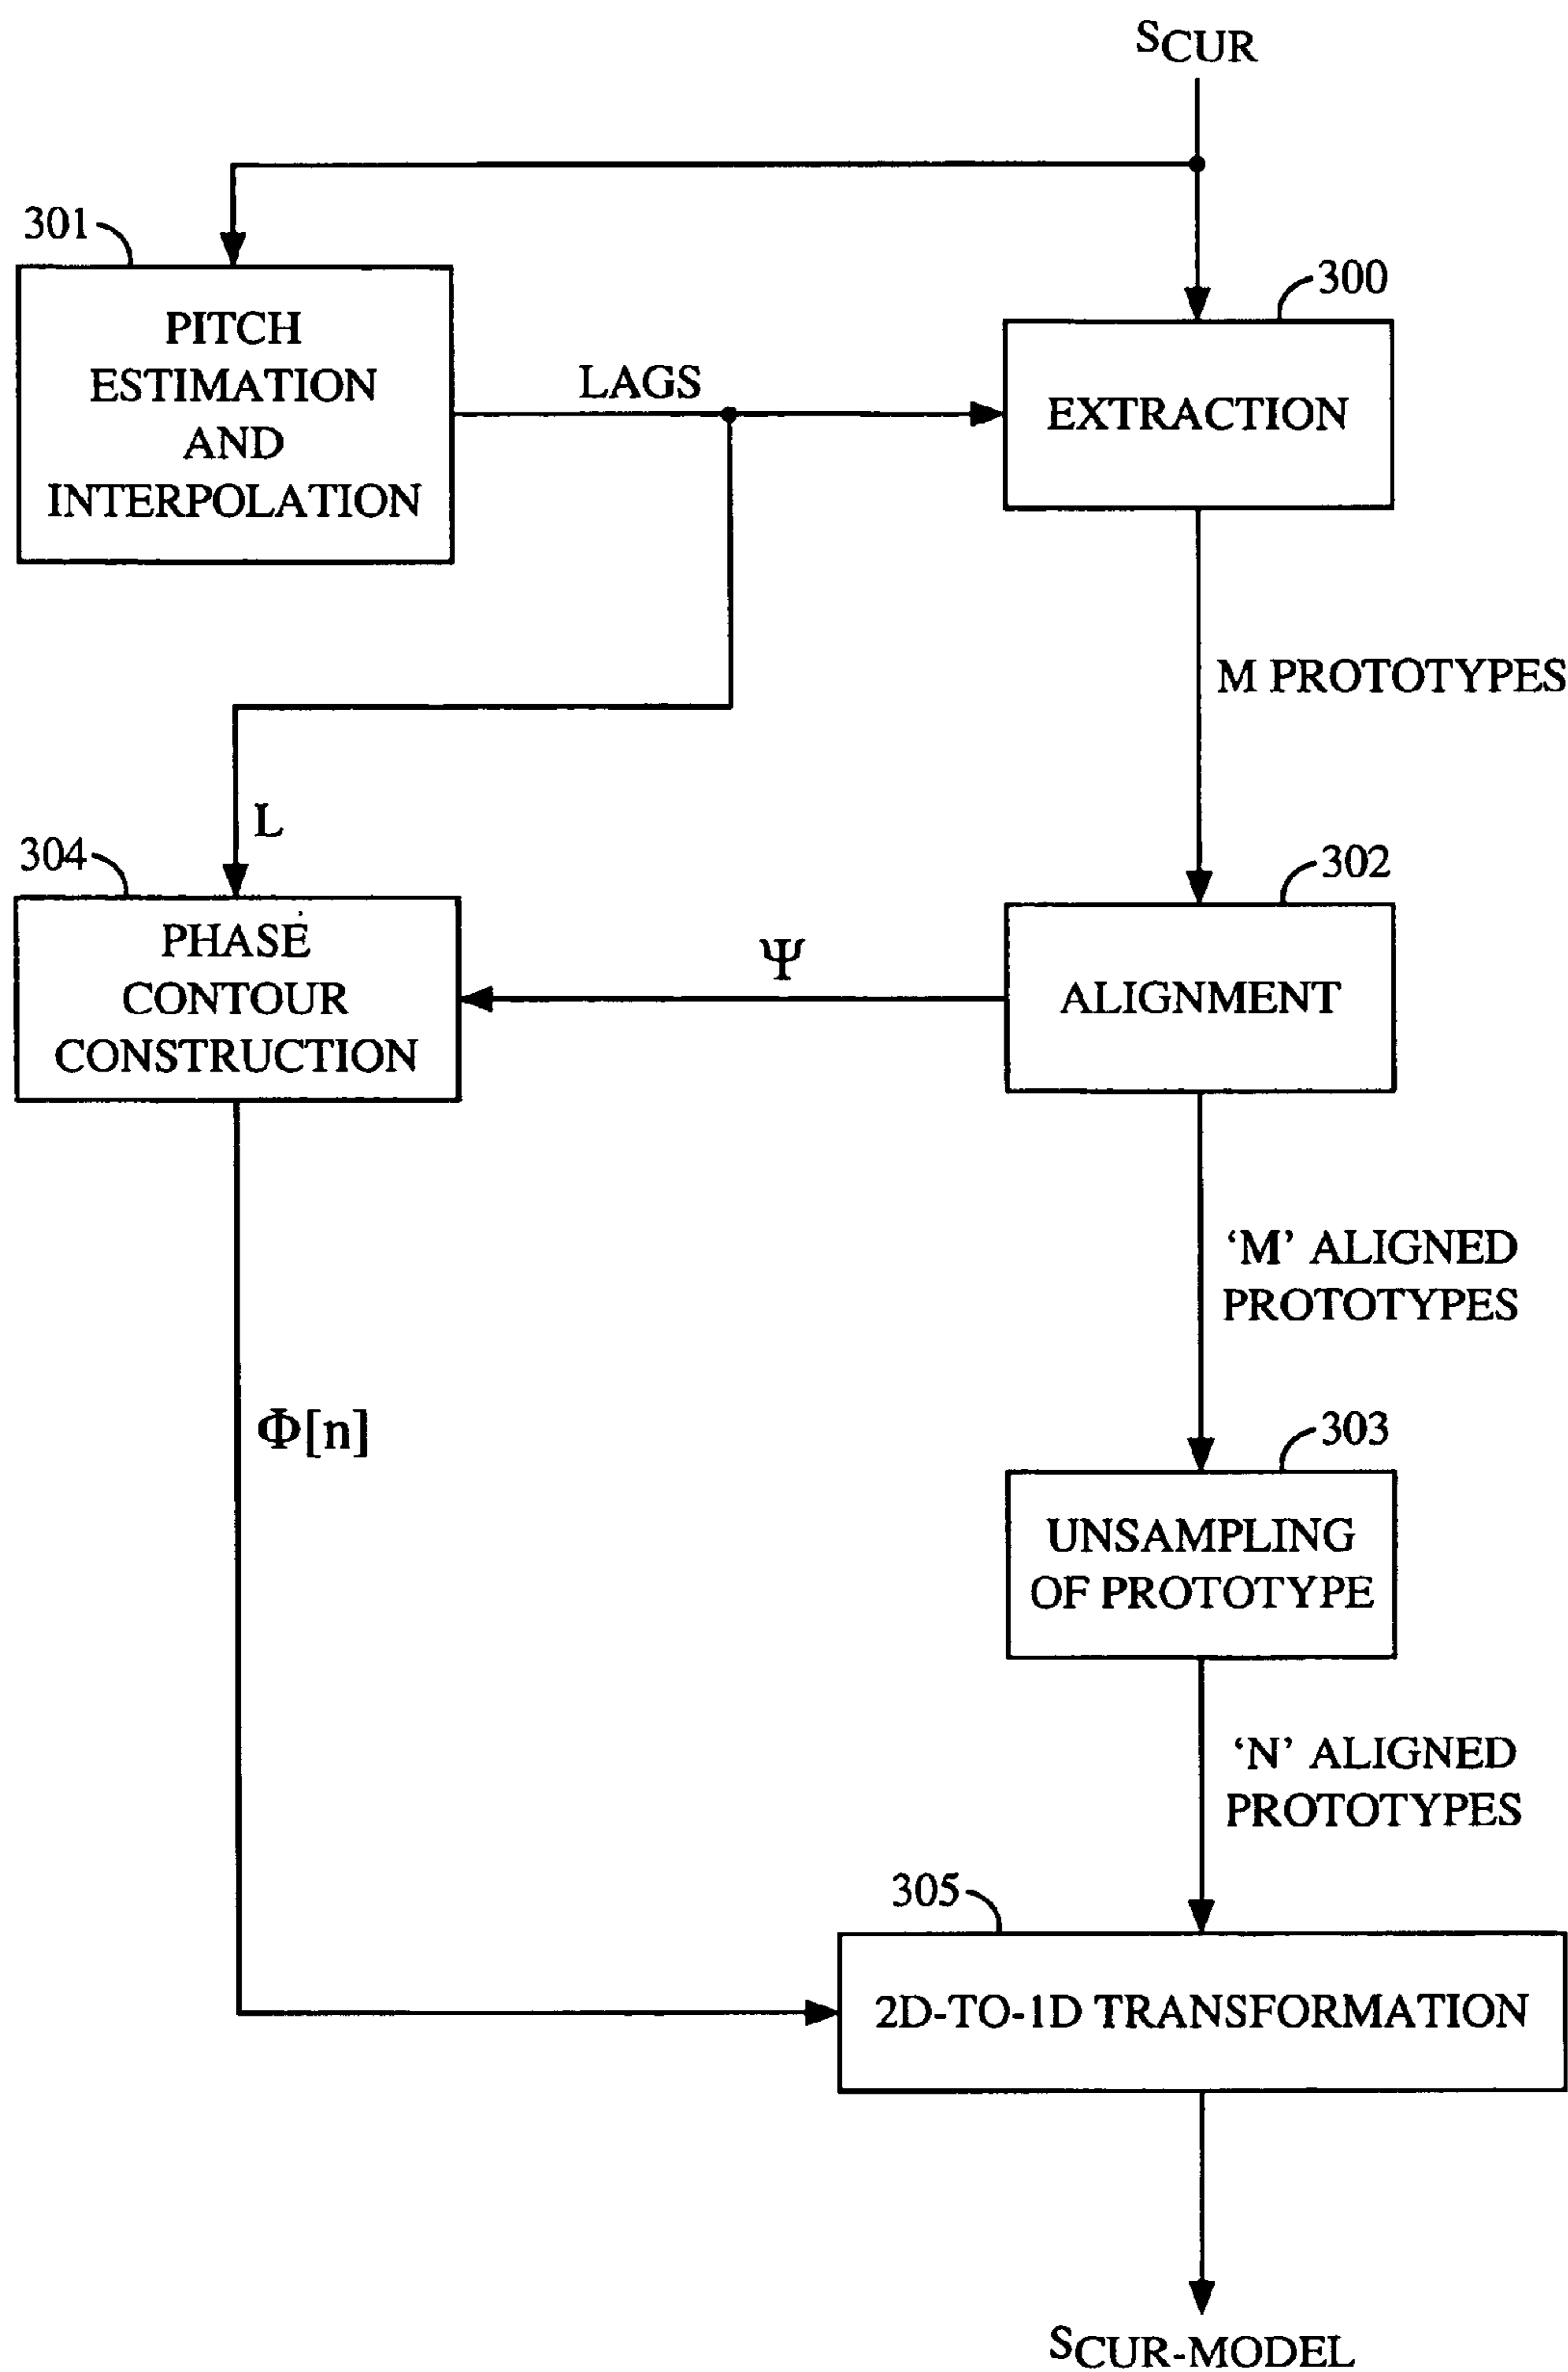 SCUR
301
300
PITCH
ESTIMATION
AND
INTERPOLATION
LAGS
EXTRACTION
M PROTOTYPES
L
304
302
PHASE
CONTOUR
CONSTRUCTION
Ψ
ALIGNMENT
'M' ALIGNED
PROTOTYPES
Φ[n]
303
UNSAMPLING
OF PROTOTYPE
'N' ALIGNED
PROTOTYPES
305
2D-TO-1D TRANSFORMATION
SCUR-MODEL